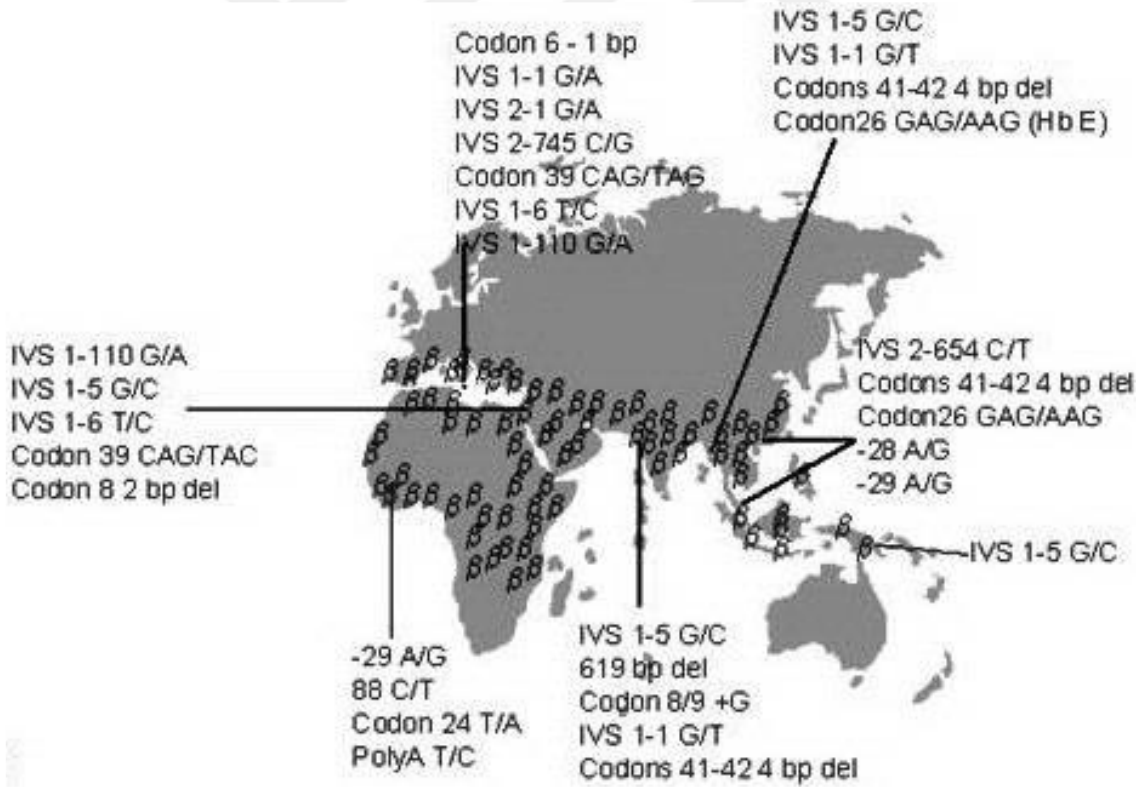 Codon 6 - 1 bp
IVS 1-1 G/A
IVS 2-1 G/A
IVS 2-745 C/G
Codon 39 CAG/TAG
IVS 1-6 T/C
IVS 1-110 G/A
IVS 1-5 G/C
IVS 1-1 G/T
Codons 41-42 4 bp del
Codon26 GAG/AAG (Hb E)
IVS 1-110 G/A
IVS 1-5 G/C
IVS 1-6 T/C
Codon 39 CAG/TAC
Codon 8 2 bp del
IVS 2-654 C/T
Codons 41-42 4 bp del
Codon26 GAG/AAG
-28 A/G
-29 A/G
IVS 1-5 G/C
-29 A/G
88 C/T
Codon 24 T/A
PolyA T/C
IVS 1-5 G/C
619 bp del
Codon 8/9 +G
IVS 1-1 G/T
Codons 41-42 4 bp del